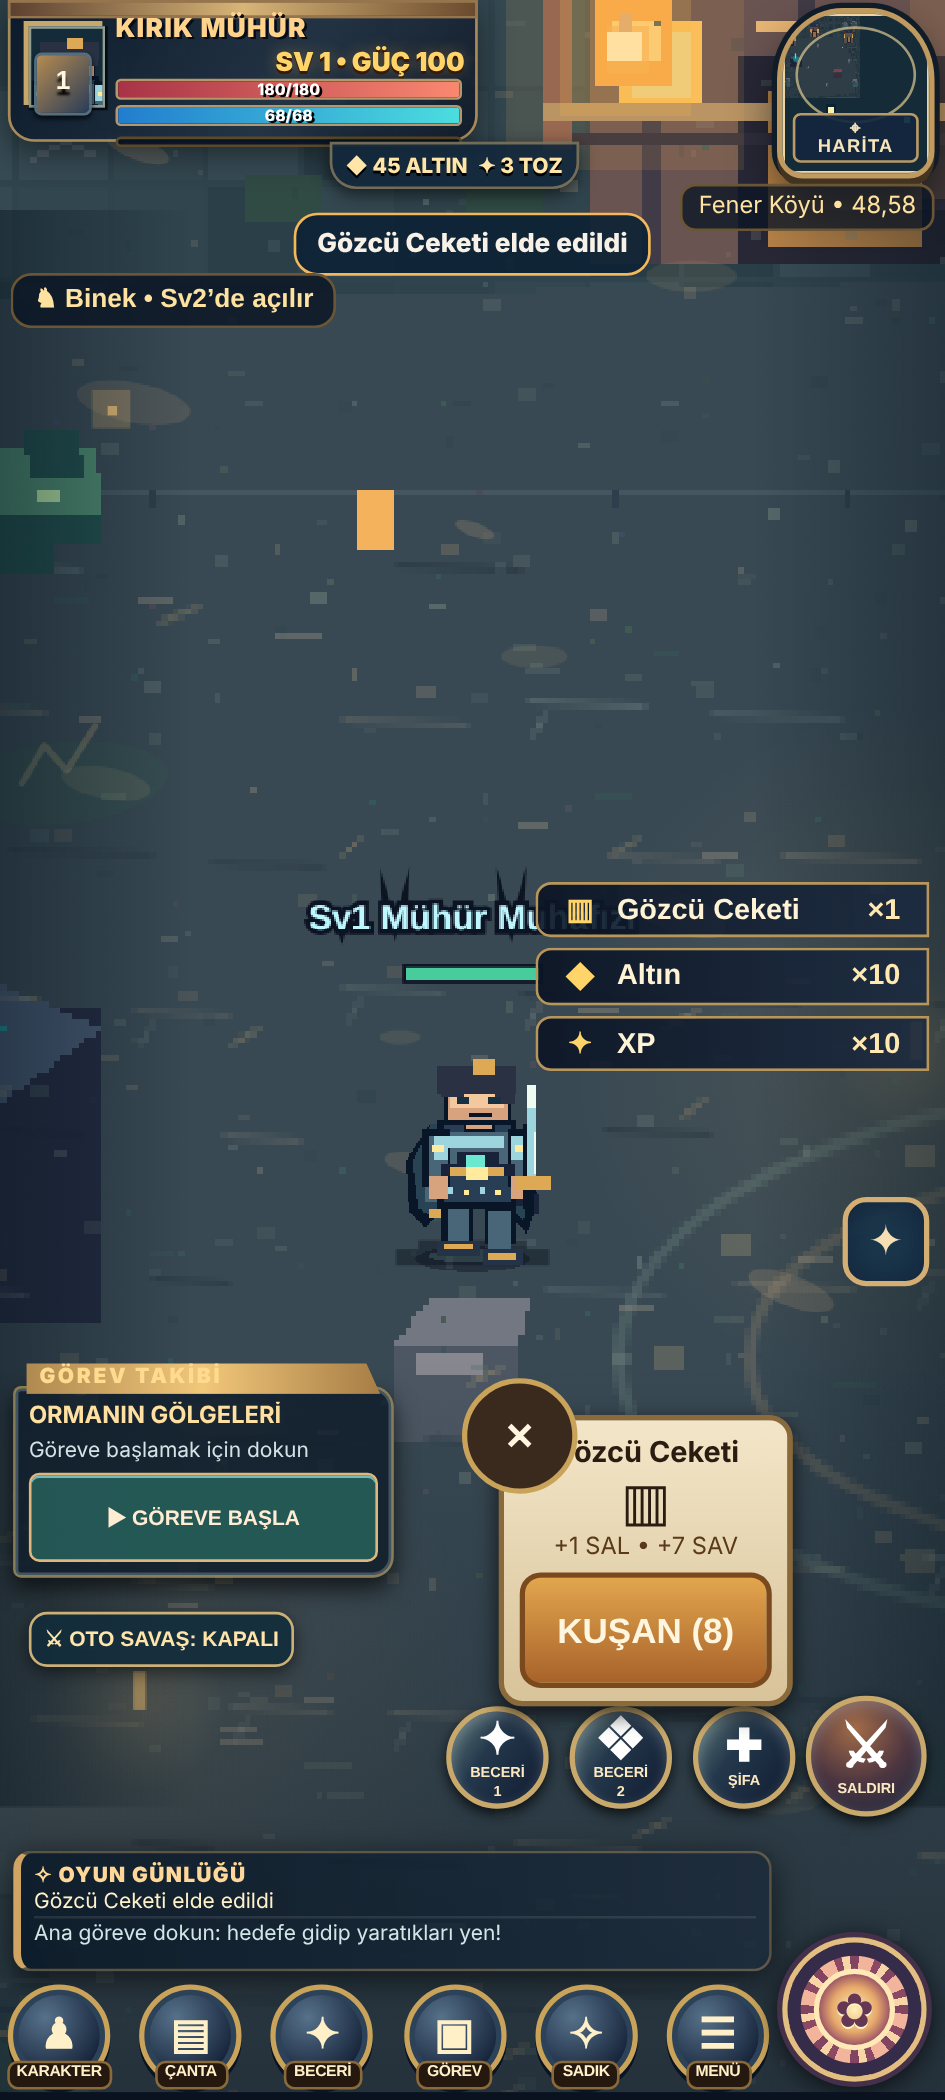 KIRIK MÜHÜR
SV 1 • GÜÇ 100
1
180/180
68/68
45 ALTIN 3 TOZ
HARİTA
Fener Köyü • 48,58
Gözcü Ceketi elde edildi
Binek • Sv2’de açılır
Sv1 Mühür Muhafızı
Gözcü Ceketi ×1
Altın ×10
XP ×10
GÖREV TAKİBİ
ORMANIN GÖLGELERİ
Göreve başlamak için dokun
GÖREVE BAŞLA
×
özcü Ceketi
+1 SAL • +7 SAV
KUŞAN (8)
OTO SAVAŞ: KAPALI
BECERİ
1
BECERİ
2
ŞİFA
SALDIRI
OYUN GÜNLÜĞÜ
Gözcü Ceketi elde edildi
Ana göreve dokun: hedefe gidip yaratıkları yen!
KARAKTER
ÇANTA
BECERİ
GÖREV
SADIK
MENÜ